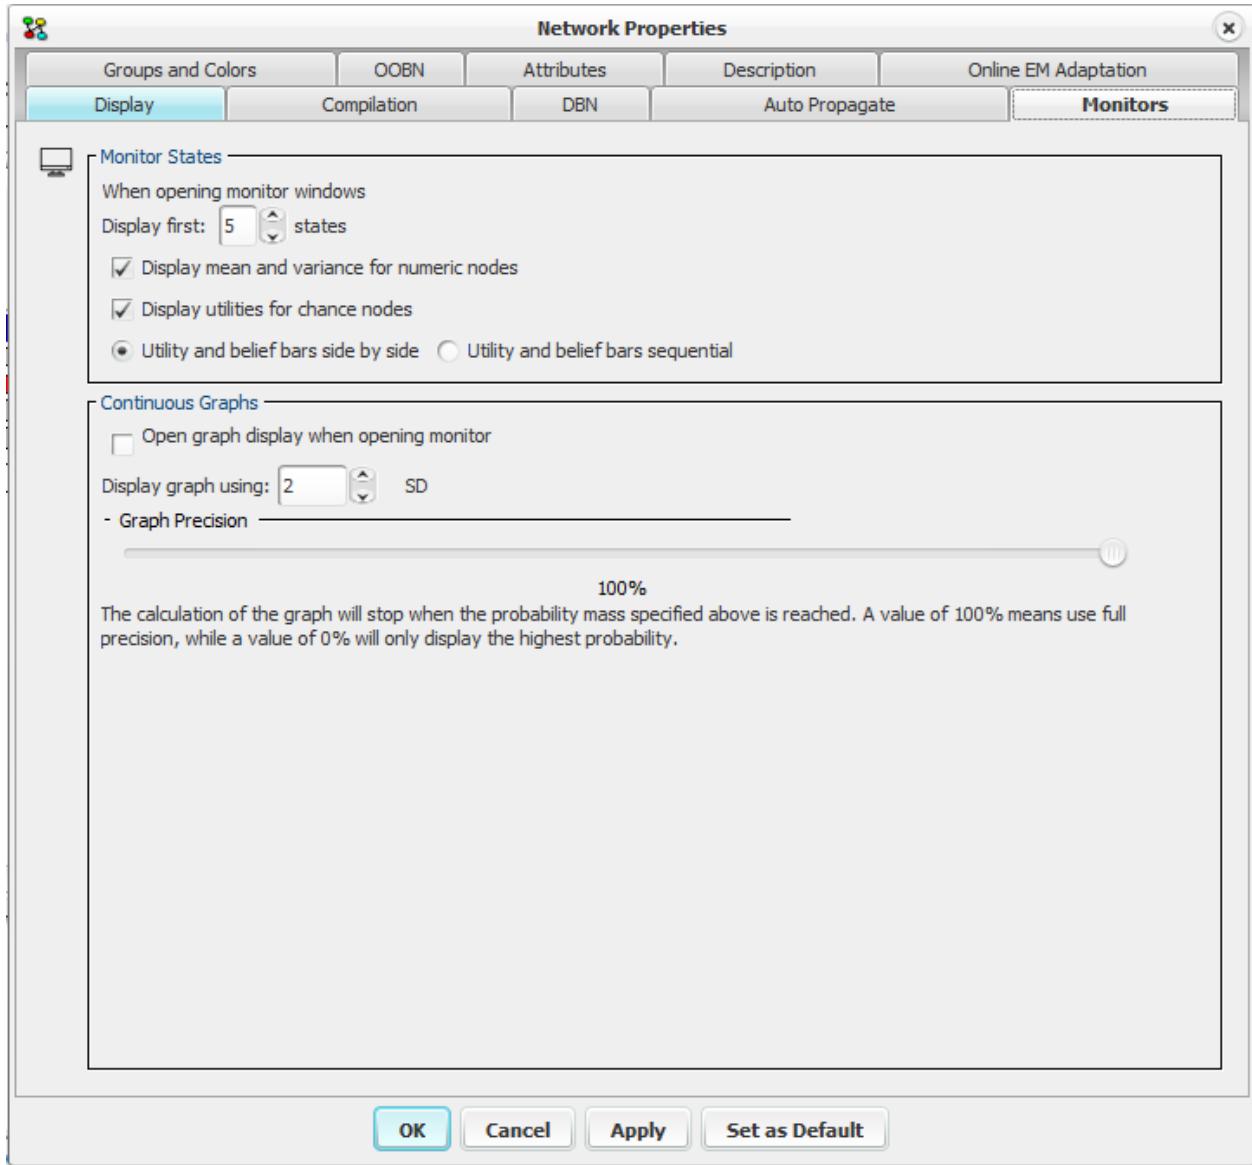 Network Properties
Groups and Colors OOBN Attributes Description Online EM Adaptation
Display Compilation DBN Auto Propagate Monitors
Monitor States
When opening monitor windows
Display first: 5 states
Display mean and variance for numeric nodes
Display utilities for chance nodes
Utility and belief bars side by side Utility and belief bars sequential
Continuous Graphs
Open graph display when opening monitor
Display graph using: 2 SD
- Graph Precision
100%
The calculation of the graph will stop when the probability mass specified above is reached. A value of 100% means use full
precision, while a value of 0% will only display the highest probability.
OK Cancel Apply Set as Default